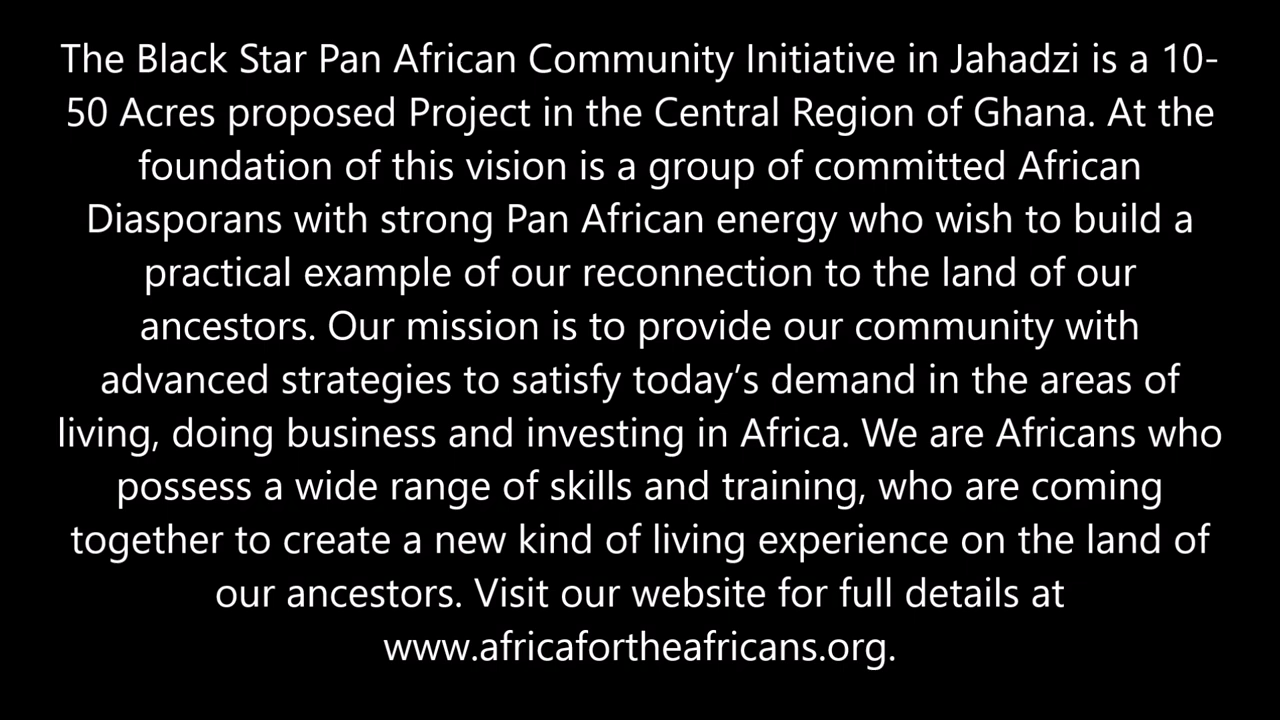 The Black Star Pan African Community Initiative in Jahadzi is a 10-
50 Acres proposed Project in the Central Region of Ghana. At the
foundation of this vision is a group of committed African
Diasporans with strong Pan African energy who wish to build a
practical example of our reconnection to the land of our
ancestors. Our mission is to provide our community with
advanced strategies to satisfy today’s demand in the areas of
living, doing business and investing in Africa. We are Africans who
possess a wide range of skills and training, who are coming
together to create a new kind of living experience on the land of
our ancestors. Visit our website for full details at
www.africafortheafricans.org.